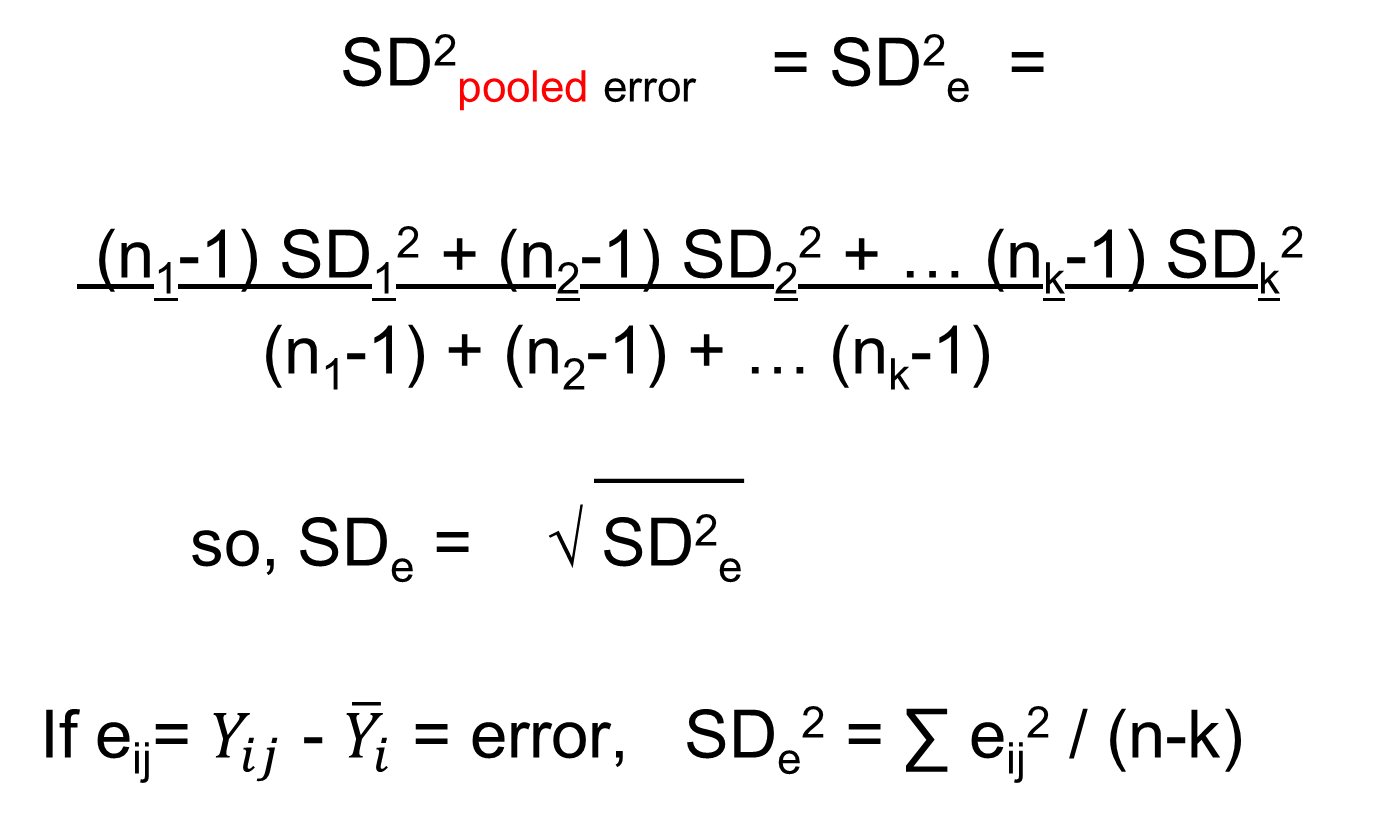 SD²pooled error = SD²e =
(n₁-1) SD₁² + (n₂-1) SD₂² + … (nₖ-1) SDₖ²
(n₁-1) + (n₂-1) + … (nₖ-1)
so, SDₑ = √ SD²ₑ
If eᵢⱼ= 𝑌𝑖𝑗 - 𝑌̅𝑖 = error, SDₑ² = ∑ eᵢⱼ² / (n-k)